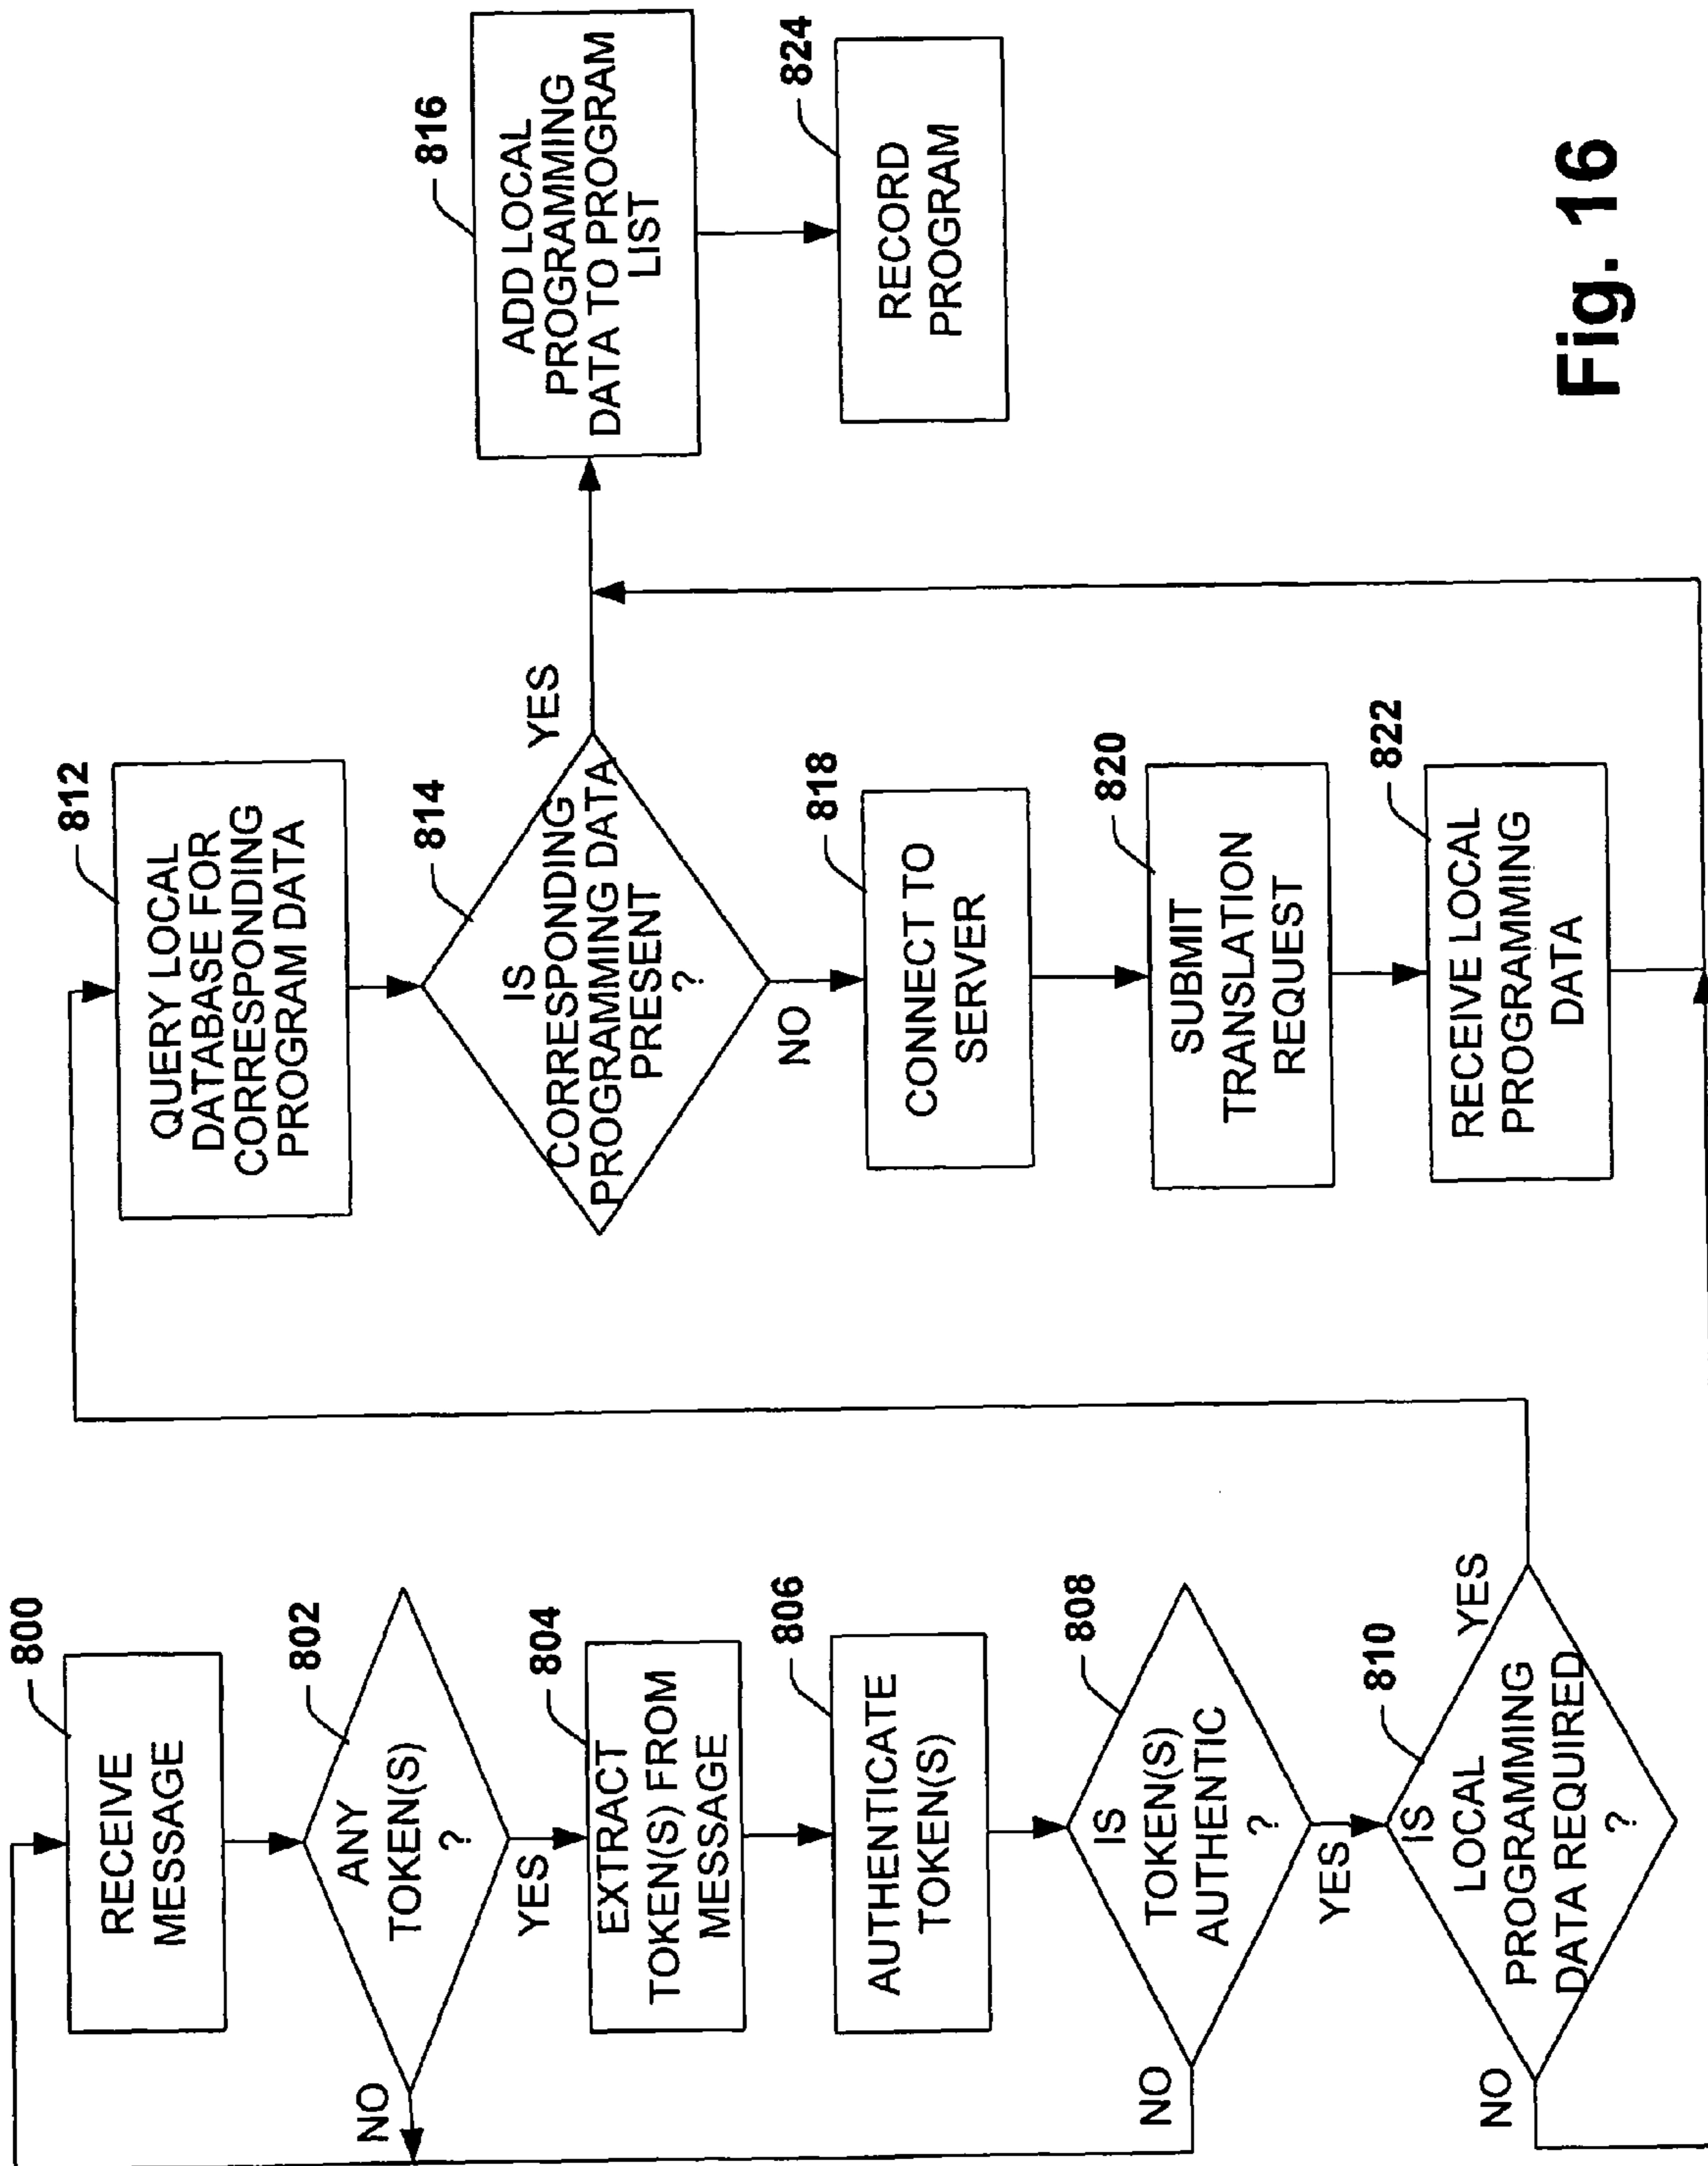 800
RECEIVE
MESSAGE
802
ANY
TOKEN(S)
?
NO
YES
804
EXTRACT
TOKEN(S) FROM
MESSAGE
806
AUTHENTICATE
TOKEN(S)
808
IS
TOKEN(S)
AUTHENTIC
?
NO
YES
810
IS
LOCAL
PROGRAMMING
DATA REQUIRED
?
NO
YES
812
QUERY LOCAL
DATABASE FOR
CORRESPONDING
PROGRAM DATA
814
IS
CORRESPONDING
PROGRAMMING DATA
PRESENT
?
YES
NO
818
CONNECT TO
SERVER
820
SUBMIT
TRANSLATION
REQUEST
822
RECEIVE LOCAL
PROGRAMMING
DATA
816
ADD LOCAL
PROGRAMMING
DATA TO PROGRAM
LIST
824
RECORD
PROGRAM
Fig. 16